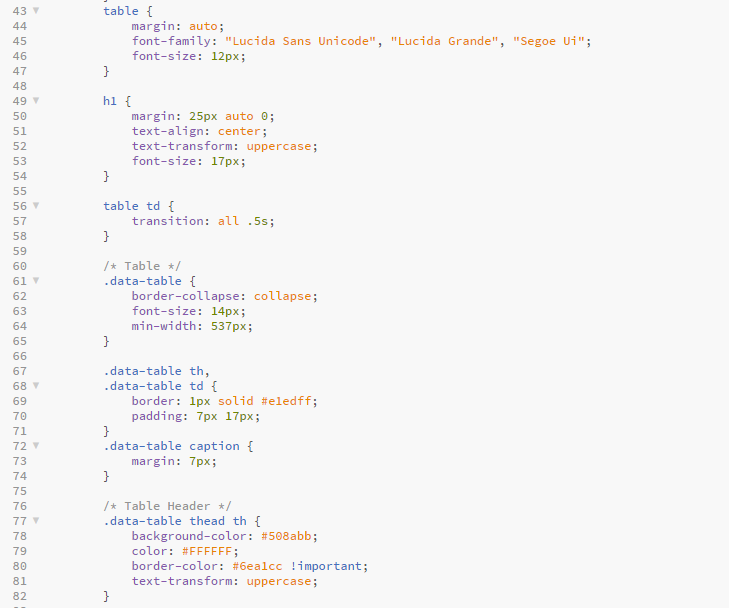 43 table {
44 margin: auto;
45 font-family: "Lucida Sans Unicode", "Lucida Grande", "Segoe Ui";
46 font-size: 12px;
47 }
48
49 h1 {
50 margin: 25px auto 0;
51 text-align: center;
52 text-transform: uppercase;
53 font-size: 17px;
54 }
55
56 table td {
57 transition: all .5s;
58 }
59
60 /* Table */
61 .data-table {
62 border-collapse: collapse;
63 font-size: 14px;
64 min-width: 537px;
65 }
66
67 .data-table th,
68 .data-table td {
69 border: 1px solid #e1edff;
70 padding: 7px 17px;
71 }
72 .data-table caption {
73 margin: 7px;
74 }
75
76 /* Table Header */
77 .data-table thead th {
78 background-color: #508abb;
79 color: #FFFFFF;
80 border-color: #6ea1cc !important;
81 text-transform: uppercase;
82 }